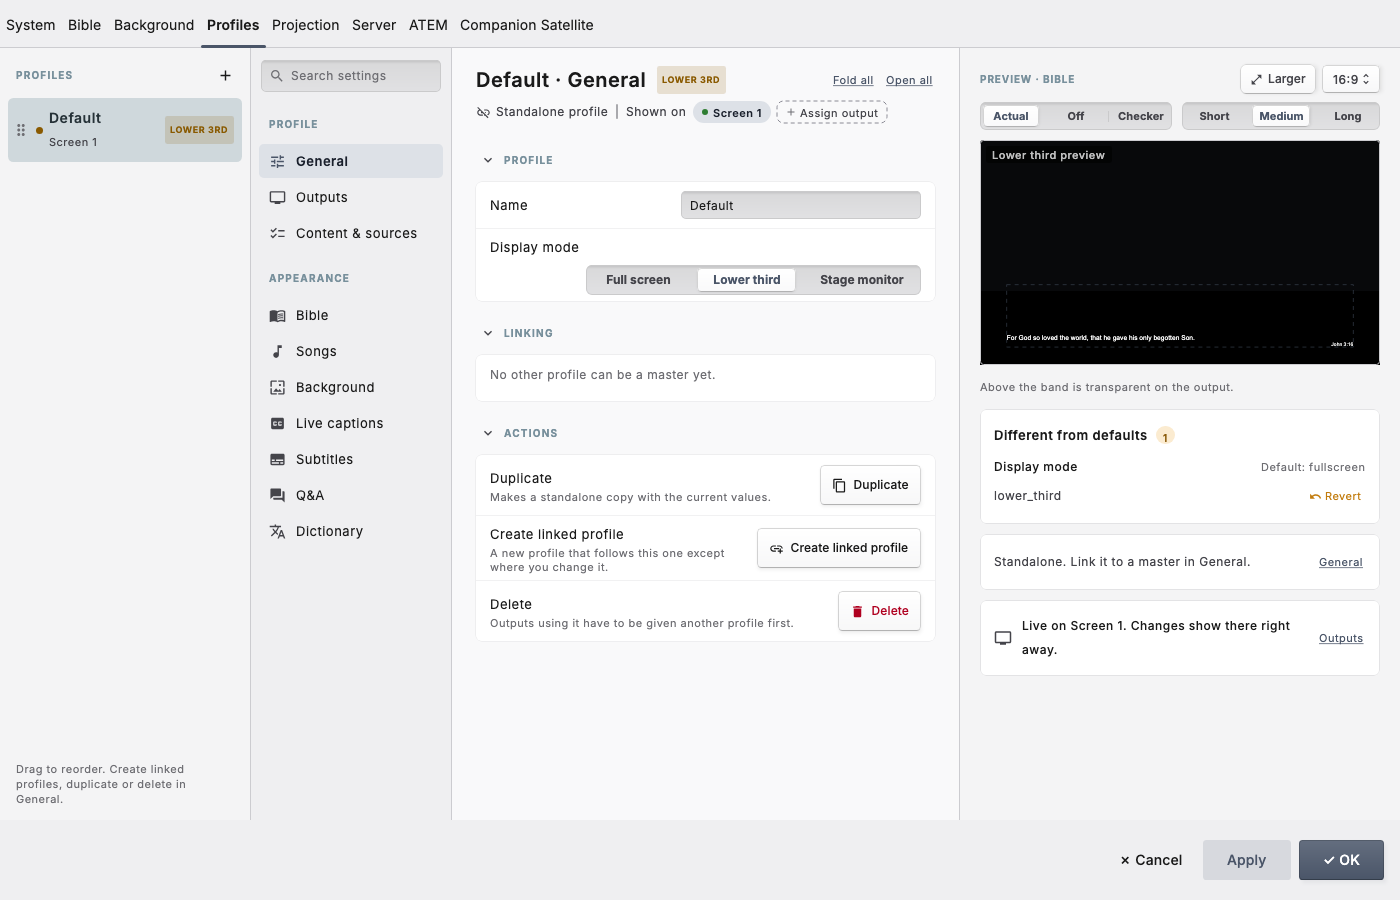 System Bible Background Profiles Projection Server ATEM Companion Satellite
PROFILES
Default
Screen 1
LOWER 3RD
Drag to reorder. Create linked
profiles, duplicate or delete in
General.
Search settings
PROFILE
General
Outputs
Content & sources
APPEARANCE
Bible
Songs
Background
Live captions
Subtitles
Q&A
Dictionary
Default · General LOWER 3RD Fold all Open all
Standalone profile | Shown on Screen 1 + Assign output
PROFILE
Name Default
Display mode
Full screen Lower third Stage monitor
LINKING
No other profile can be a master yet.
ACTIONS
Duplicate
Makes a standalone copy with the current values.
Duplicate
Create linked profile
A new profile that follows this one except
where you change it.
Create linked profile
Delete
Outputs using it have to be given another profile first.
Delete
PREVIEW · BIBLE Larger 16:9
Actual Off Checker Short Medium Long
Lower third preview
For God so loved the world, that he gave his only begotten Son.
John 3:16
Above the band is transparent on the output.
Different from defaults 1
Display mode Default: fullscreen
lower_third Revert
Standalone. Link it to a master in General. General
Live on Screen 1. Changes show there right
away.
Outputs
Cancel Apply OK